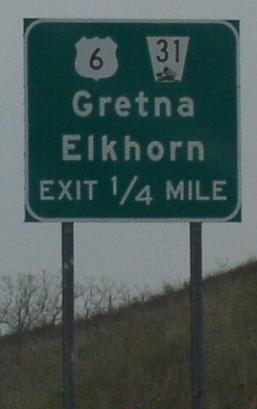 6 31
Gretna
Elkhorn
EXIT 1/4 MILE